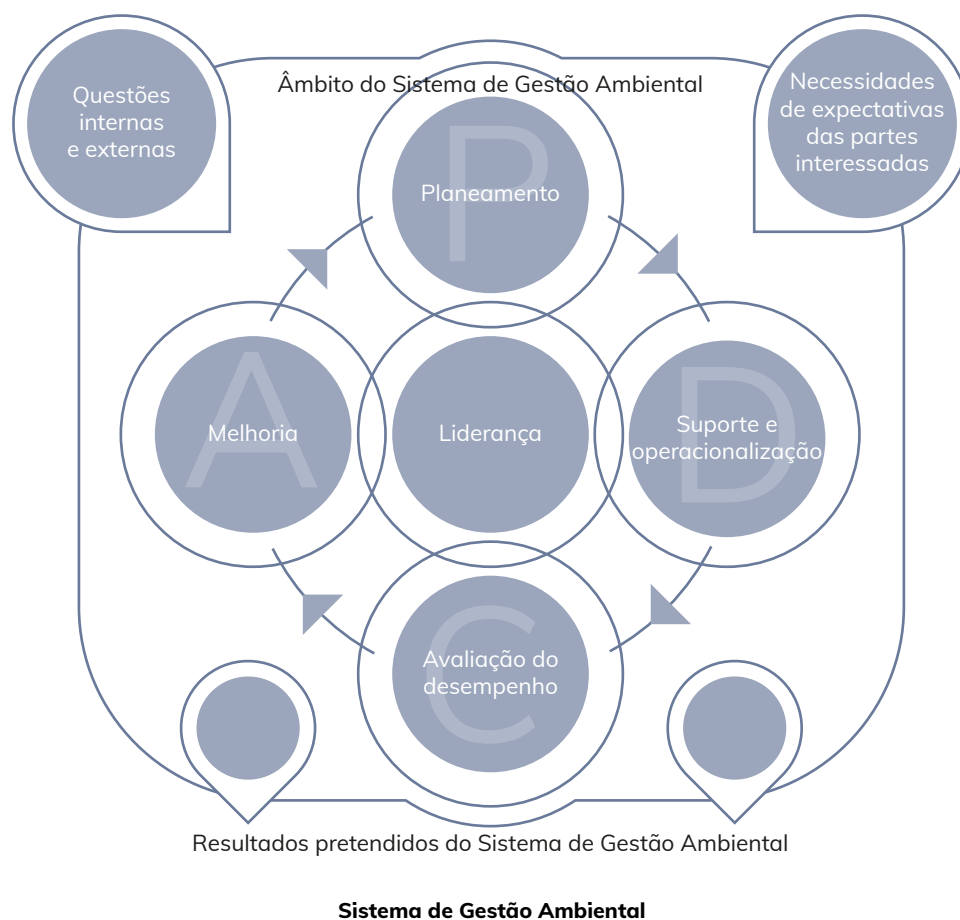 Questões
internas
e externas
Âmbito do Sistema de Gestão Ambiental
Necessidades
de expectativas
das partes
interessadas
P
Planeamento
A
Melhoria
Liderança
D
Suporte e
operacionalização
C
Avaliação do
desempenho
Resultados pretendidos do Sistema de Gestão Ambiental
Sistema de Gestão Ambiental